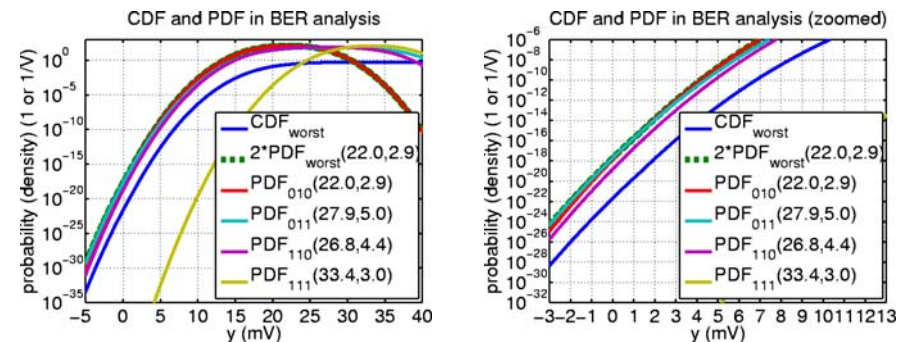 CDF and PDF in BER analysis
probability (density) (1 or 1/V)
10^0
10^-5
10^-10
10^-15
10^-20
10^-25
10^-30
10^-35
CDF_worst
2*PDF_worst(22.0,2.9)
PDF_010(22.0,2.9)
PDF_011(27.9,5.0)
PDF_110(26.8,4.4)
PDF_111(33.4,3.0)
-5 0 5 10 15 20 25 30 35 40
y (mV)
CDF and PDF in BER analysis (zoomed)
probability (density) (1 or 1/V)
10^-6
10^-8
10^-10
10^-12
10^-14
10^-16
10^-18
10^-20
10^-22
10^-24
10^-26
10^-28
10^-30
10^-32
CDF_worst
2*PDF_worst(22.0,2.9)
PDF_010(22.0,2.9)
PDF_011(27.9,5.0)
PDF_110(26.8,4.4)
PDF_111(33.4,3.0)
-3-2-1 0 1 2 3 4 5 6 7 8 9 10111213
y (mV)